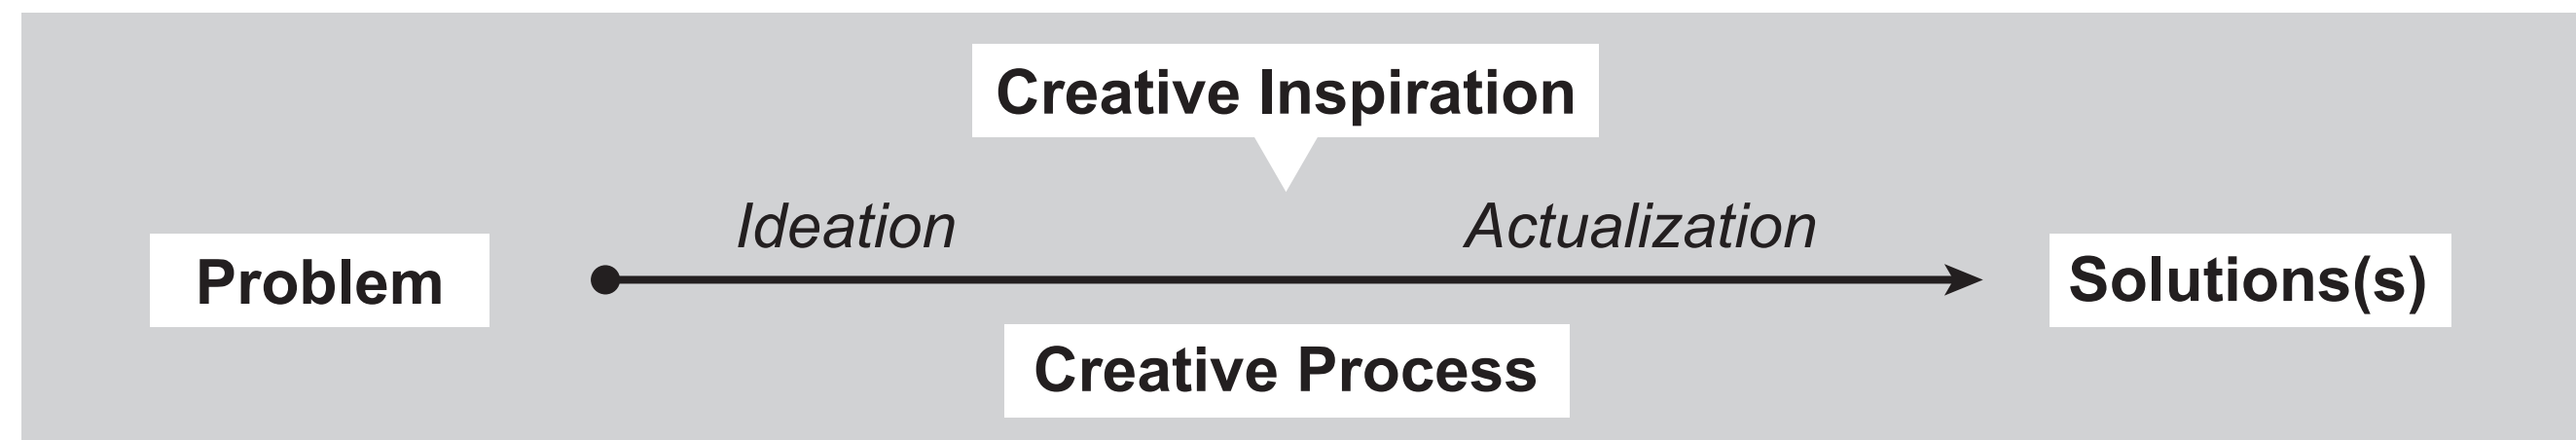 Creative Inspiration
Ideation
Actualization
Problem
Solutions(s)
Creative Process